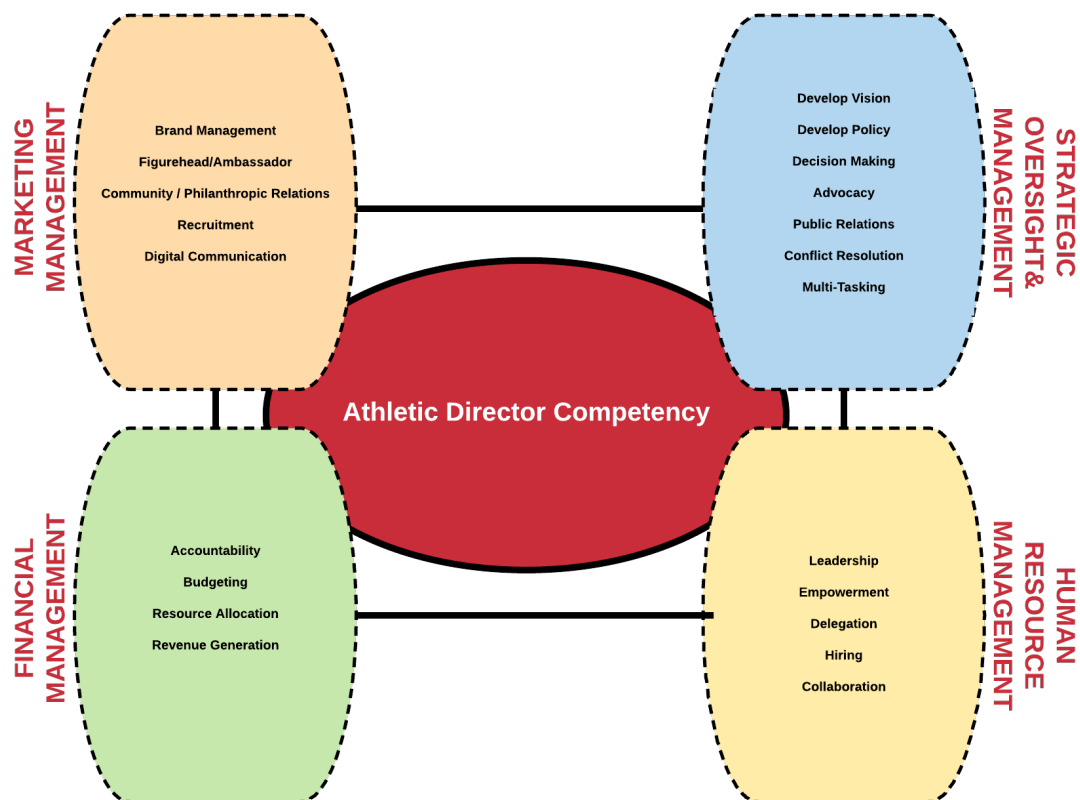 MARKETING
MANAGEMENT
Brand Management
Figurehead/Ambassador
Community / Philanthropic Relations
Recruitment
Digital Communication
STRATEGIC
OVERSIGHT&
MANAGEMENT
Develop Vision
Develop Policy
Decision Making
Advocacy
Public Relations
Conflict Resolution
Multi-Tasking
Athletic Director Competency
FINANCIAL
MANAGEMENT
Accountability
Budgeting
Resource Allocation
Revenue Generation
HUMAN
RESOURCE
MANAGEMENT
Leadership
Empowerment
Delegation
Hiring
Collaboration